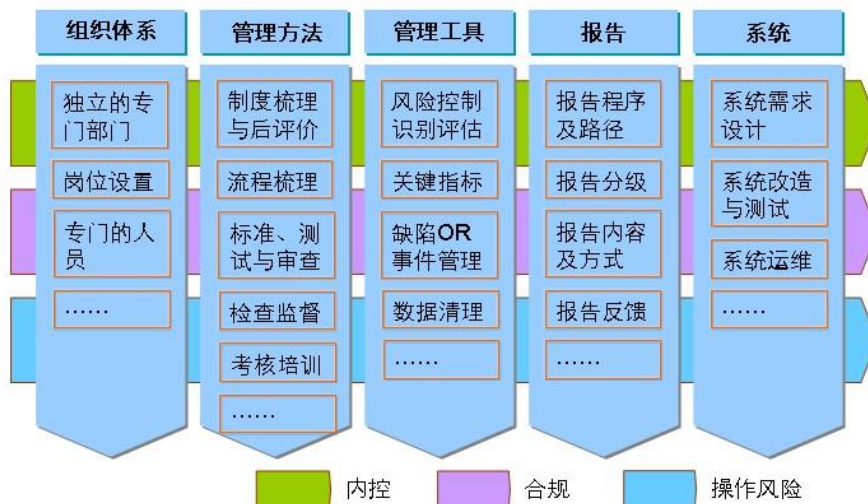 组织体系
管理方法
管理工具
报告
系统
独立的专
门部门
岗位设置
专门的人
员
……
制度梳理
与后评价
流程梳理
标准、测
试与审查
检查监督
考核培训
……
风险控制
识别评估
关键指标
缺陷OR
事件管理
数据清理
……
报告程序
及路径
报告分级
报告内容
及方式
报告反馈
……
系统需求
设计
系统改造
与测试
系统运维
……
内控
合规
操作风险